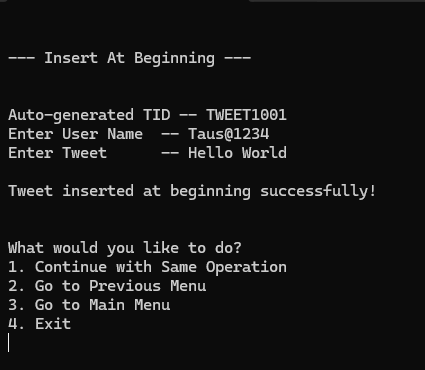 --- Insert At Beginning ---
Auto-generated TID -- TWEET1001
Enter User Name  -- Taus@1234
Enter Tweet      -- Hello World
Tweet inserted at beginning successfully!
What would you like to do?
1. Continue with Same Operation
2. Go to Previous Menu
3. Go to Main Menu
4. Exit